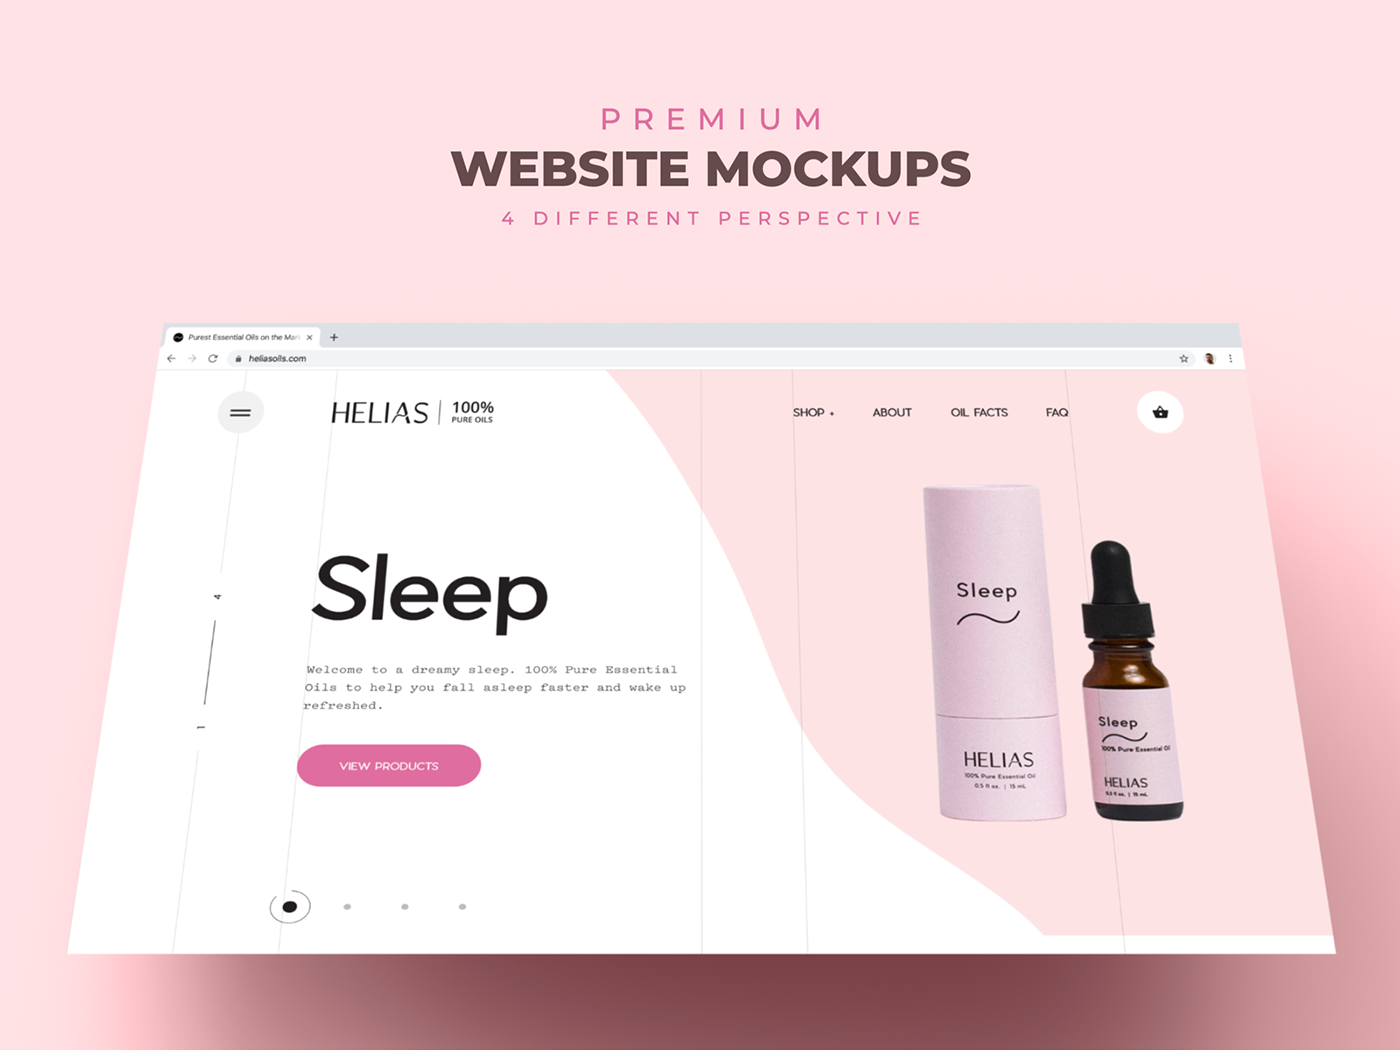 PREMIUM
WEBSITE MOCKUPS
4 DIFFERENT PERSPECTIVE
Purest Essential Oils on the Mark
heliasoils.com
HELIAS
100%
PURE OILS
SHOP +
ABOUT
OIL FACTS
FAQ
Sleep
Welcome to a dreamy sleep. 100% Pure Essential
Oils to help you fall asleep faster and wake up
refreshed.
VIEW PRODUCTS
4
1
Sleep
HELIAS
100% Pure Essential Oil
0.5 fl oz. | 15 mL
Sleep
100% Pure Essential Oil
HELIAS
0.5 fl oz. | 15 mL